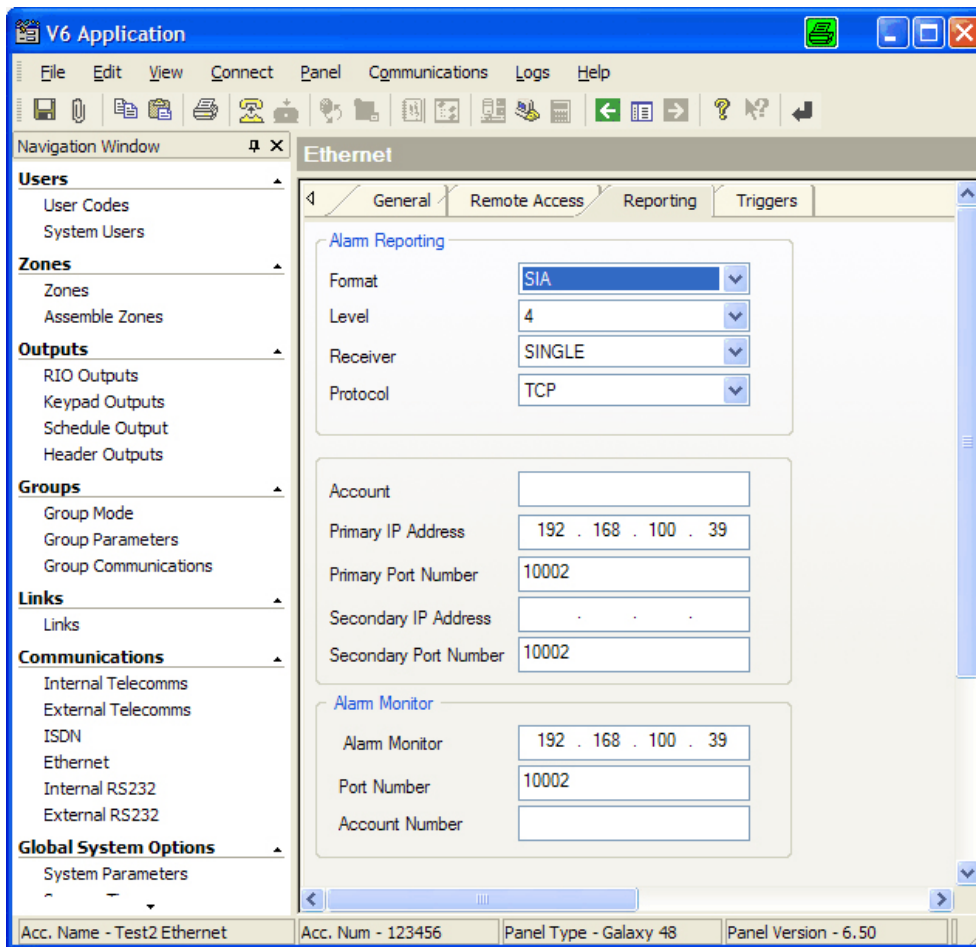 V6 Application
File Edit View Connect Panel Communications Logs Help
Navigation Window
Users
User Codes
System Users
Zones
Zones
Assemble Zones
Outputs
RIO Outputs
Keypad Outputs
Schedule Output
Header Outputs
Groups
Group Mode
Group Parameters
Group Communications
Links
Links
Communications
Internal Telecomms
External Telecomms
ISDN
Ethernet
Internal RS232
External RS232
Global System Options
System Parameters
Ethernet
General Remote Access Reporting Triggers
Alarm Reporting
Format SIA
Level 4
Receiver SINGLE
Protocol TCP
Account
Primary IP Address 192 . 168 . 100 . 39
Primary Port Number 10002
Secondary IP Address . . .
Secondary Port Number 10002
Alarm Monitor
Alarm Monitor 192 . 168 . 100 . 39
Port Number 10002
Account Number
Acc. Name - Test2 Ethernet Acc. Num - 123456 Panel Type - Galaxy 48 Panel Version - 6.50